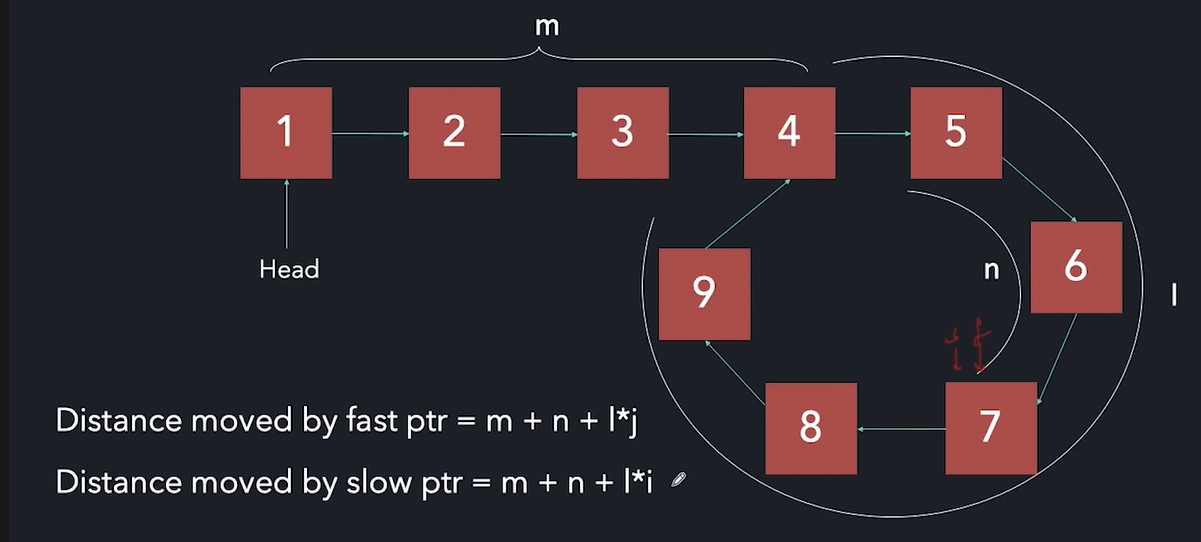 m
1
2
3
4
5
Head
9
n
6
l
s f
8
7
Distance moved by fast ptr = m + n + l*j
Distance moved by slow ptr = m + n + l*i